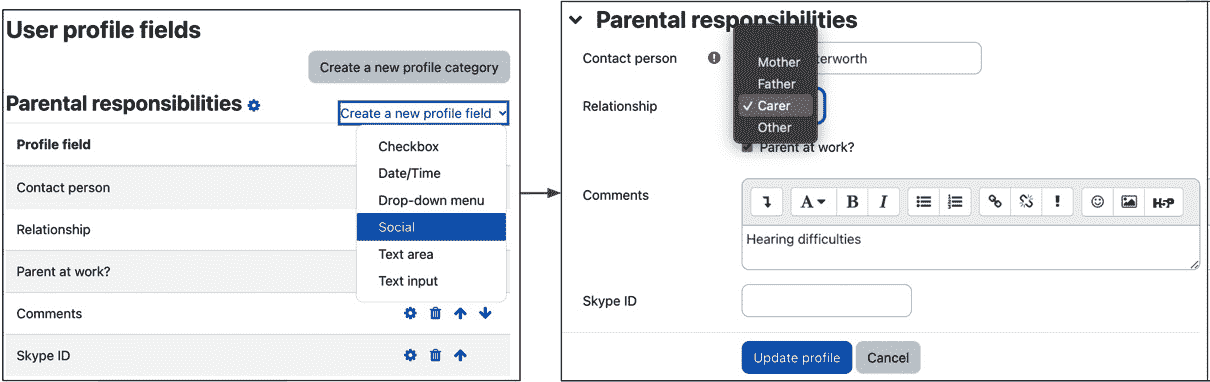 User profile fields
Create a new profile category
Parental responsibilities
Create a new profile field
Profile field
Checkbox
Date/Time
Contact person
Drop-down menu
Social
Relationship
Text area
Parent at work?
Text input
Comments
Skype ID
Parental responsibilities
Contact person
erworth
Mother
Father
Relationship
Carer
Other
Parent at work?
Comments
A B I H5P
Hearing difficulties
Skype ID
Update profile Cancel